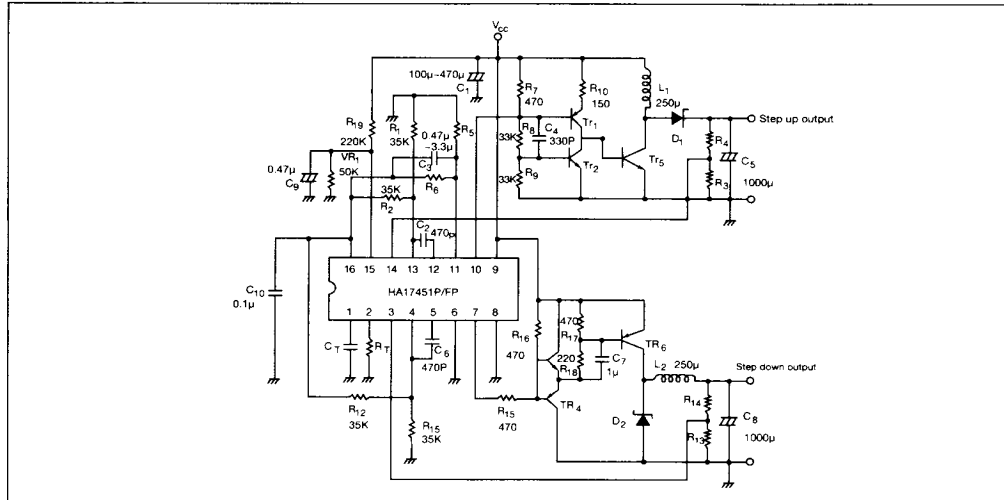 VCC
100μ~470μ
C1
R7
470
R10
150
L1
250μ
Step up output
R19
220K
R1
35K
R5
R8
33K
C4
330P
Tr1
D1
R4
0.47μ
~3.3μ
C3
Tr2
Tr5
C5
1000μ
0.47μ
C9
VR1
50K
R6
33K
R9
R3
35K
R2
C2
470p
16 15 14 13 12 11 10 9
HA17451P/FP
1 2 3 4 5 6 7 8
C10
0.1μ
CT
RT
C6
470P
R16
470
470
R17
220
R18
C7
1μ
TR6
L2 250μ
Step down output
R12
35K
R15
35K
R15
470
TR4
D2
R14
R13
C8
1000μ